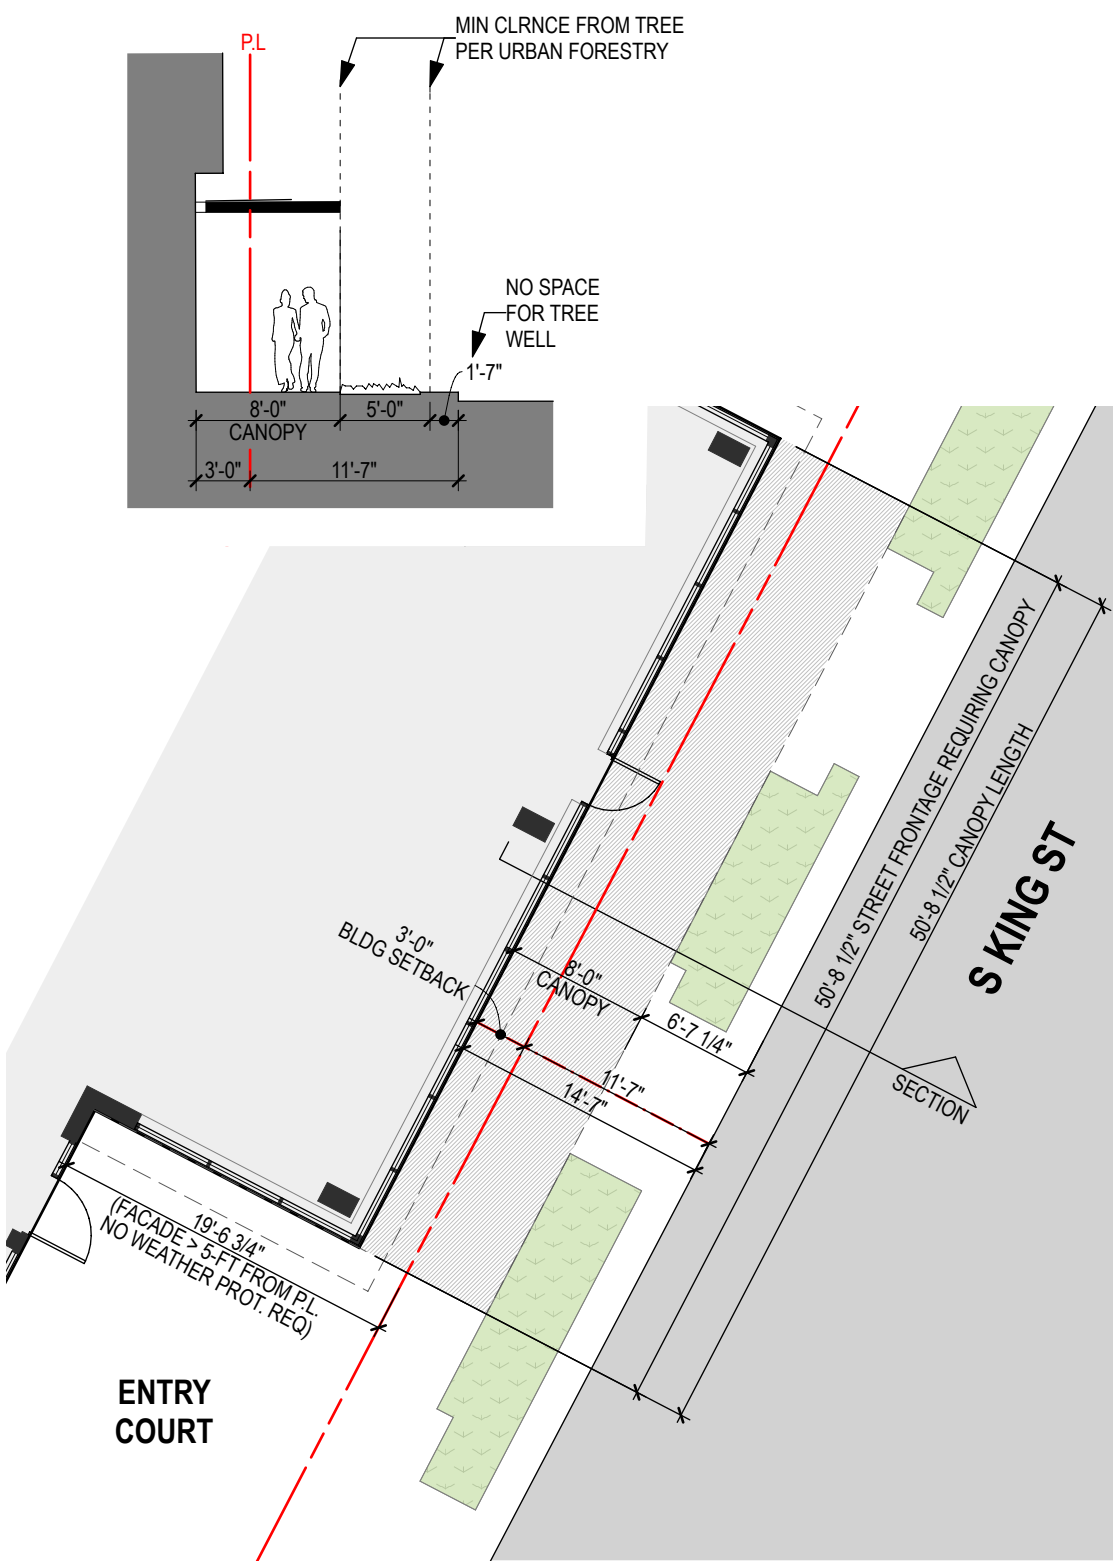 P.L
MIN CLRNCE FROM TREE
PER URBAN FORESTRY
NO SPACE
FOR TREE
WELL
1'-7"
8'-0"
CANOPY
5'-0"
3'-0"
11'-7"
50'-8 1/2" STREET FRONTAGE REQUIRING CANOPY
50'-8 1/2" CANOPY LENGTH
S KING ST
3'-0"
BLDG SETBACK
8'-0"
CANOPY
6'-7 1/4"
11'-7"
14'-7"
SECTION
19'-6 3/4"
(FACADE > 5-FT FROM P.L.
NO WEATHER PROT. REQ)
ENTRY
COURT